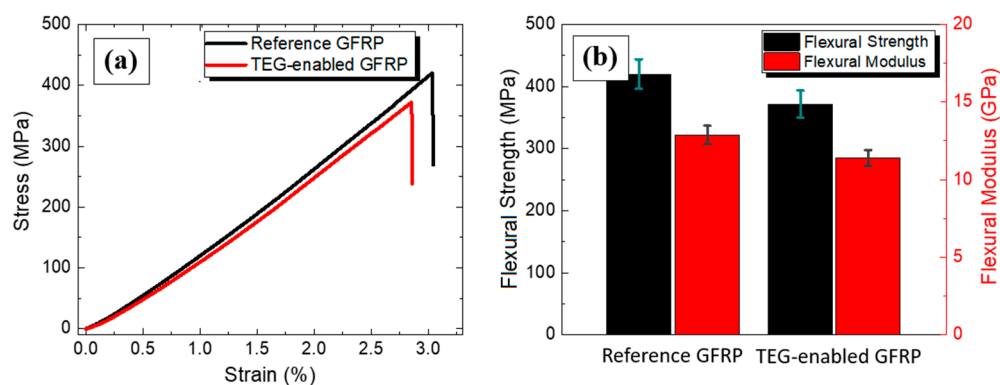 (a)
Reference GFRP
TEG-enabled GFRP
Stress (MPa)
500
400
300
200
100
0
0.0 0.5 1.0 1.5 2.0 2.5 3.0
Strain (%)
(b)
Flexural Strength
Flexural Modulus
Flexural Strength (MPa)
500
400
300
200
100
0
Flexural Modulus (GPa)
20
15
10
5
0
Reference GFRP TEG-enabled GFRP